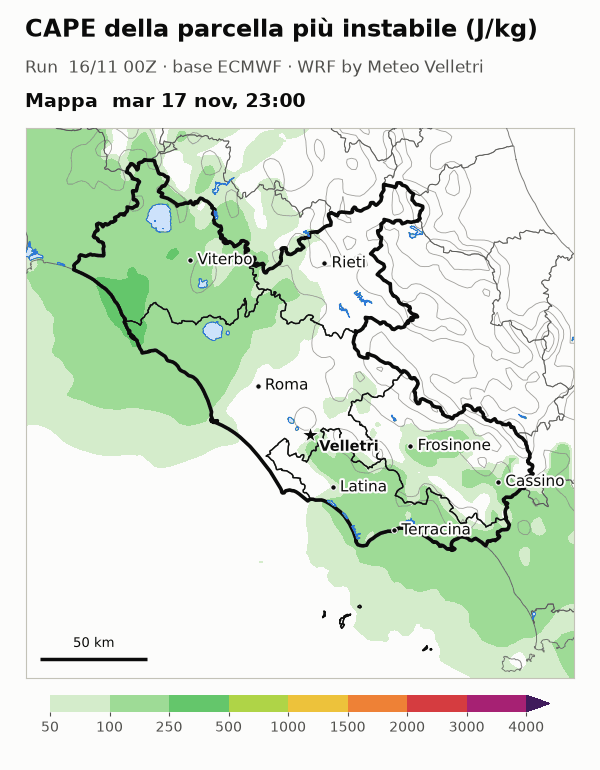 CAPE della parcella più instabile (J/kg)
Run  16/11 00Z · base ECMWF · WRF by Meteo Velletri
Mappa  mar 17 nov, 23:00
Viterbo
Rieti
Roma
Velletri
Frosinone
Cassino
Latina
Terracina
50 km
50 100 250 500 1000 1500 2000 3000 4000